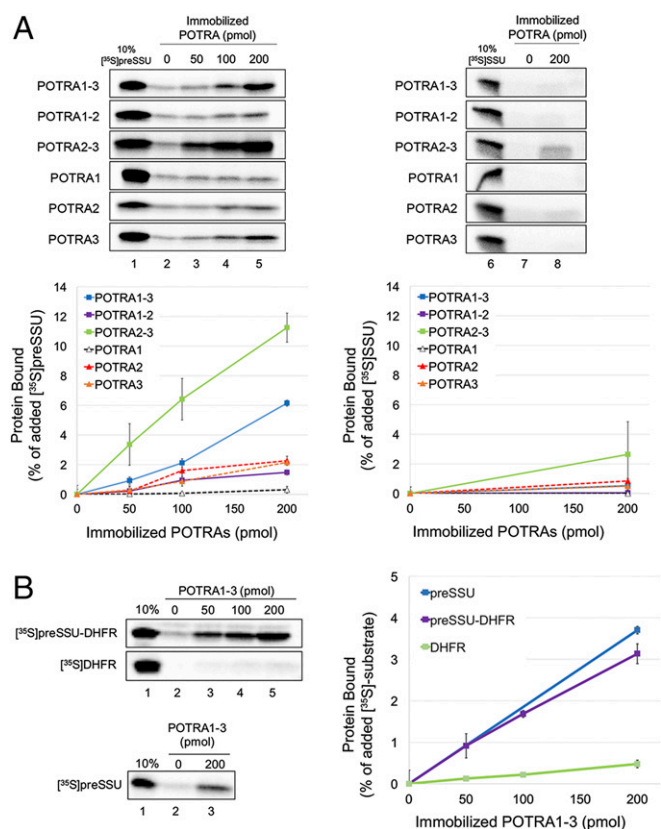 A
Immobilized
POTRA (pmol)
10%
[³⁵S]preSSU 0 50 100 200
POTRA1-3
POTRA1-2
POTRA2-3
POTRA1
POTRA2
POTRA3
1 2 3 4 5
Immobilized
POTRA (pmol)
10%
[³⁵S]SSU 0 200
POTRA1-3
POTRA1-2
POTRA2-3
POTRA1
POTRA2
POTRA3
6 7 8
Protein Bound
(% of added [³⁵S]preSSU)
14
12
10
8
6
4
2
0
POTRA1-3
POTRA1-2
POTRA2-3
POTRA1
POTRA2
POTRA3
0 50 100 150 200
Immobilized POTRAs (pmol)
Protein Bound
(% of added [³⁵S]SSU)
14
12
10
8
6
4
2
0
POTRA1-3
POTRA1-2
POTRA2-3
POTRA1
POTRA2
POTRA3
0 50 100 150 200
Immobilized POTRAs (pmol)
B
POTRA1-3 (pmol)
10% 0 50 100 200
[³⁵S]preSSU-DHFR
[³⁵S]DHFR
1 2 3 4 5
POTRA1-3
(pmol)
10% 0 200
[³⁵S]preSSU
1 2 3
Protein Bound
(% of added [³⁵S]-substrate)
5
4
3
2
1
0
preSSU
preSSU-DHFR
DHFR
0 50 100 150 200
Immobilized POTRA1-3 (pmol)